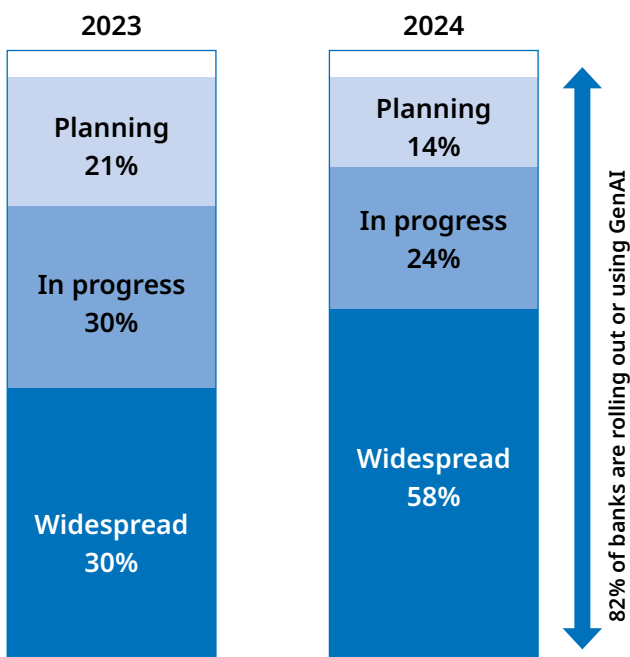 2023
Planning
21%
In progress
30%
Widespread
30%
2024
Planning
14%
In progress
24%
Widespread
58%
82% of banks are rolling out or using GenAI